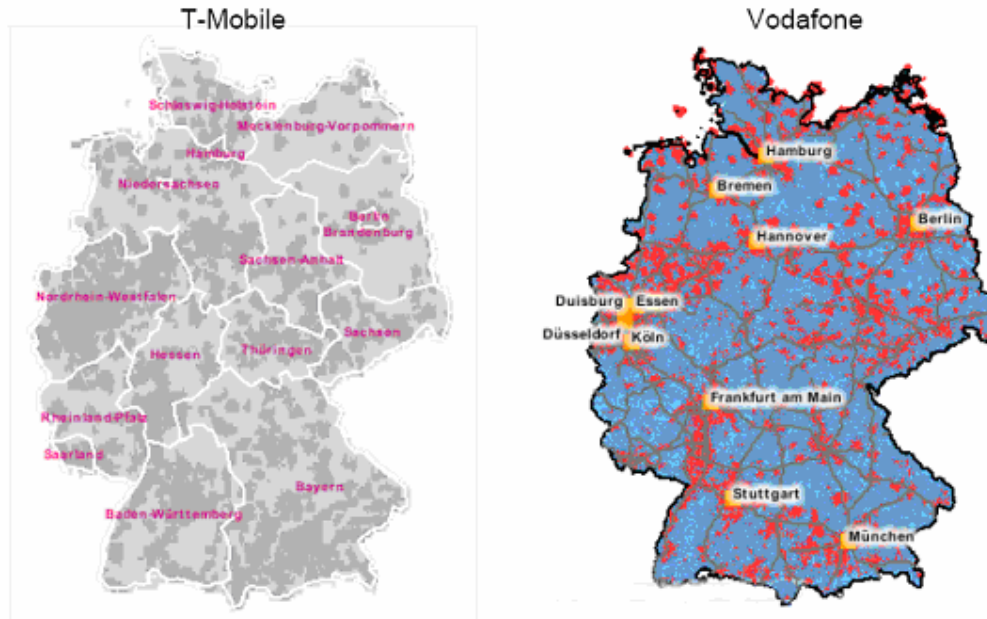 T-Mobile
Schleswig-Holstein
Mecklenburg-Vorpommern
Hamburg
Niedersachsen
Berlin
Brandenburg
Sachsen-Anhalt
Nordrhein-Westfalen
Sachsen
Hessen
Thüringen
Rheinland-Pfalz
Saarland
Bayern
Baden-Württemberg
Vodafone
Hamburg
Bremen
Berlin
Hannover
Duisburg
Essen
Düsseldorf
Köln
Frankfurt am Main
Stuttgart
München